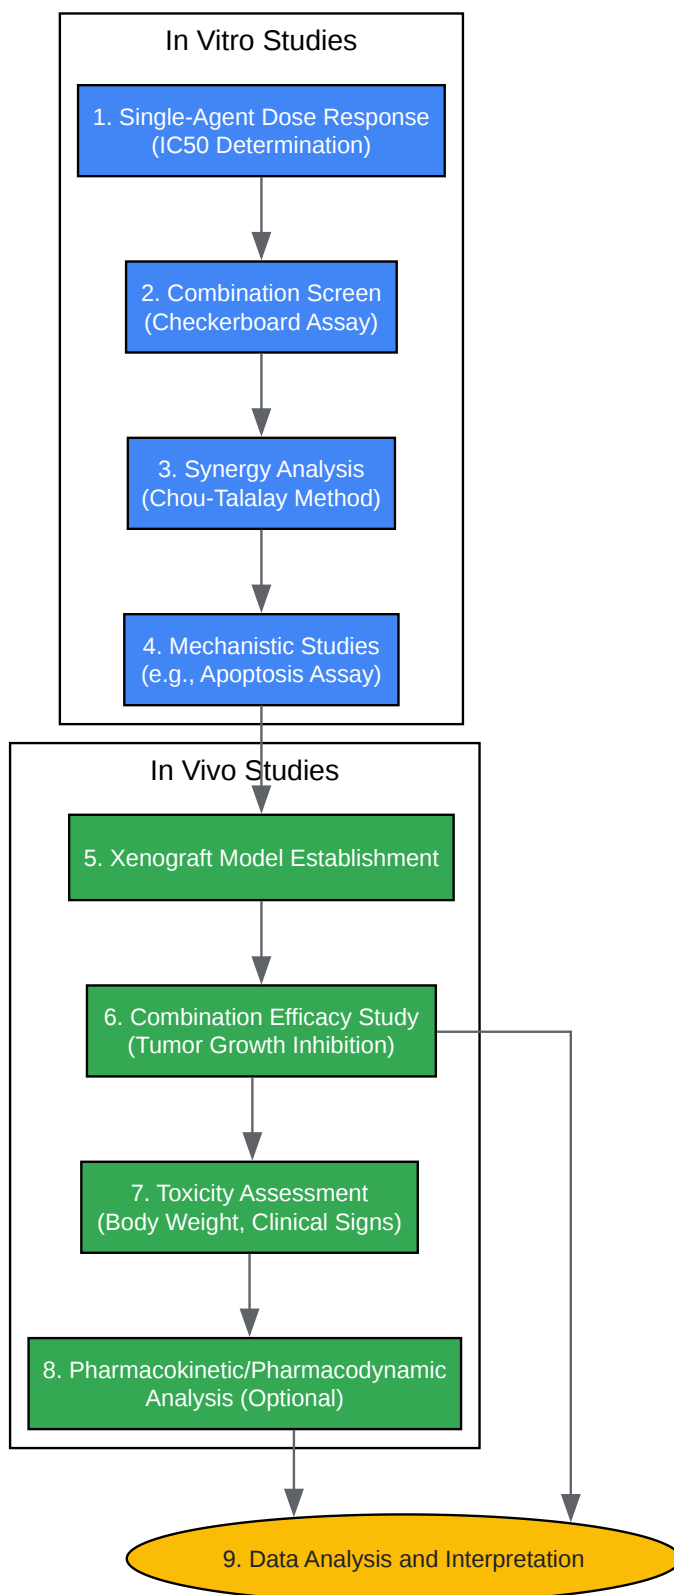 In Vitro Studies
1. Single-Agent Dose Response
(IC50 Determination)
2. Combination Screen
(Checkerboard Assay)
3. Synergy Analysis
(Chou-Talalay Method)
4. Mechanistic Studies
(e.g., Apoptosis Assay)
In Vivo Studies
5. Xenograft Model Establishment
6. Combination Efficacy Study
(Tumor Growth Inhibition)
7. Toxicity Assessment
(Body Weight, Clinical Signs)
8. Pharmacokinetic/Pharmacodynamic
Analysis (Optional)
9. Data Analysis and Interpretation